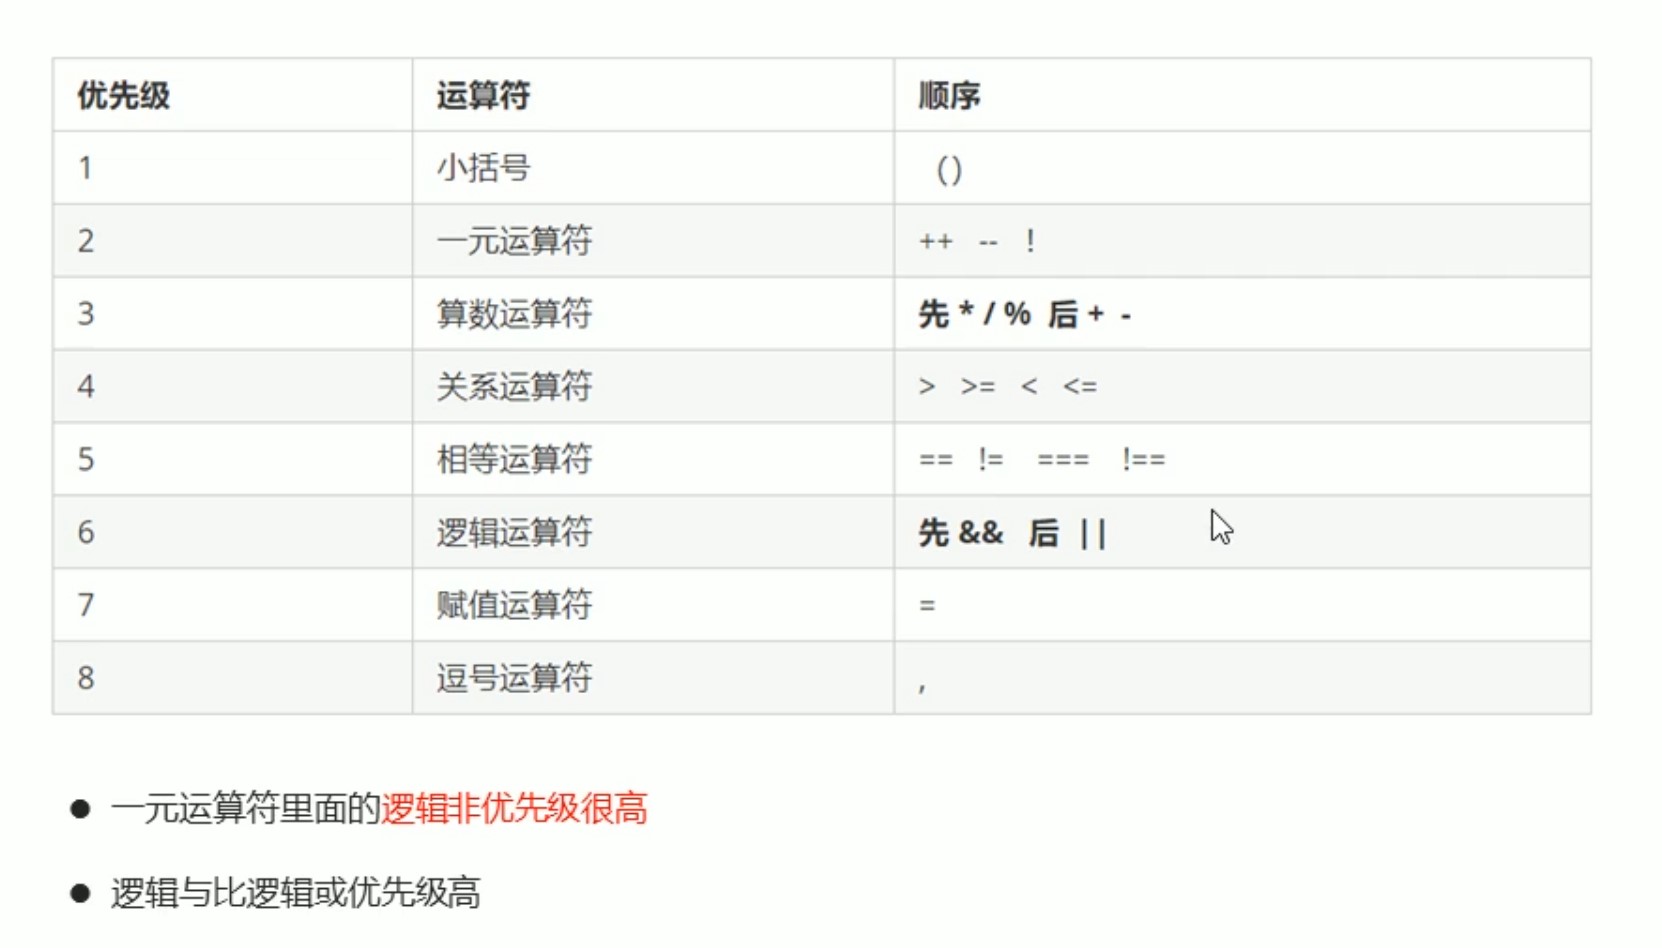 优先级 运算符 顺序
1 小括号 ()
2 一元运算符 ++ -- !
3 算数运算符 先 * / % 后 + -
4 关系运算符 > >= < <=
5 相等运算符 == != === !==
6 逻辑运算符 先 && 后 ||
7 赋值运算符 =
8 逗号运算符 ,
● 一元运算符里面的逻辑非优先级很高
● 逻辑与比逻辑或优先级高